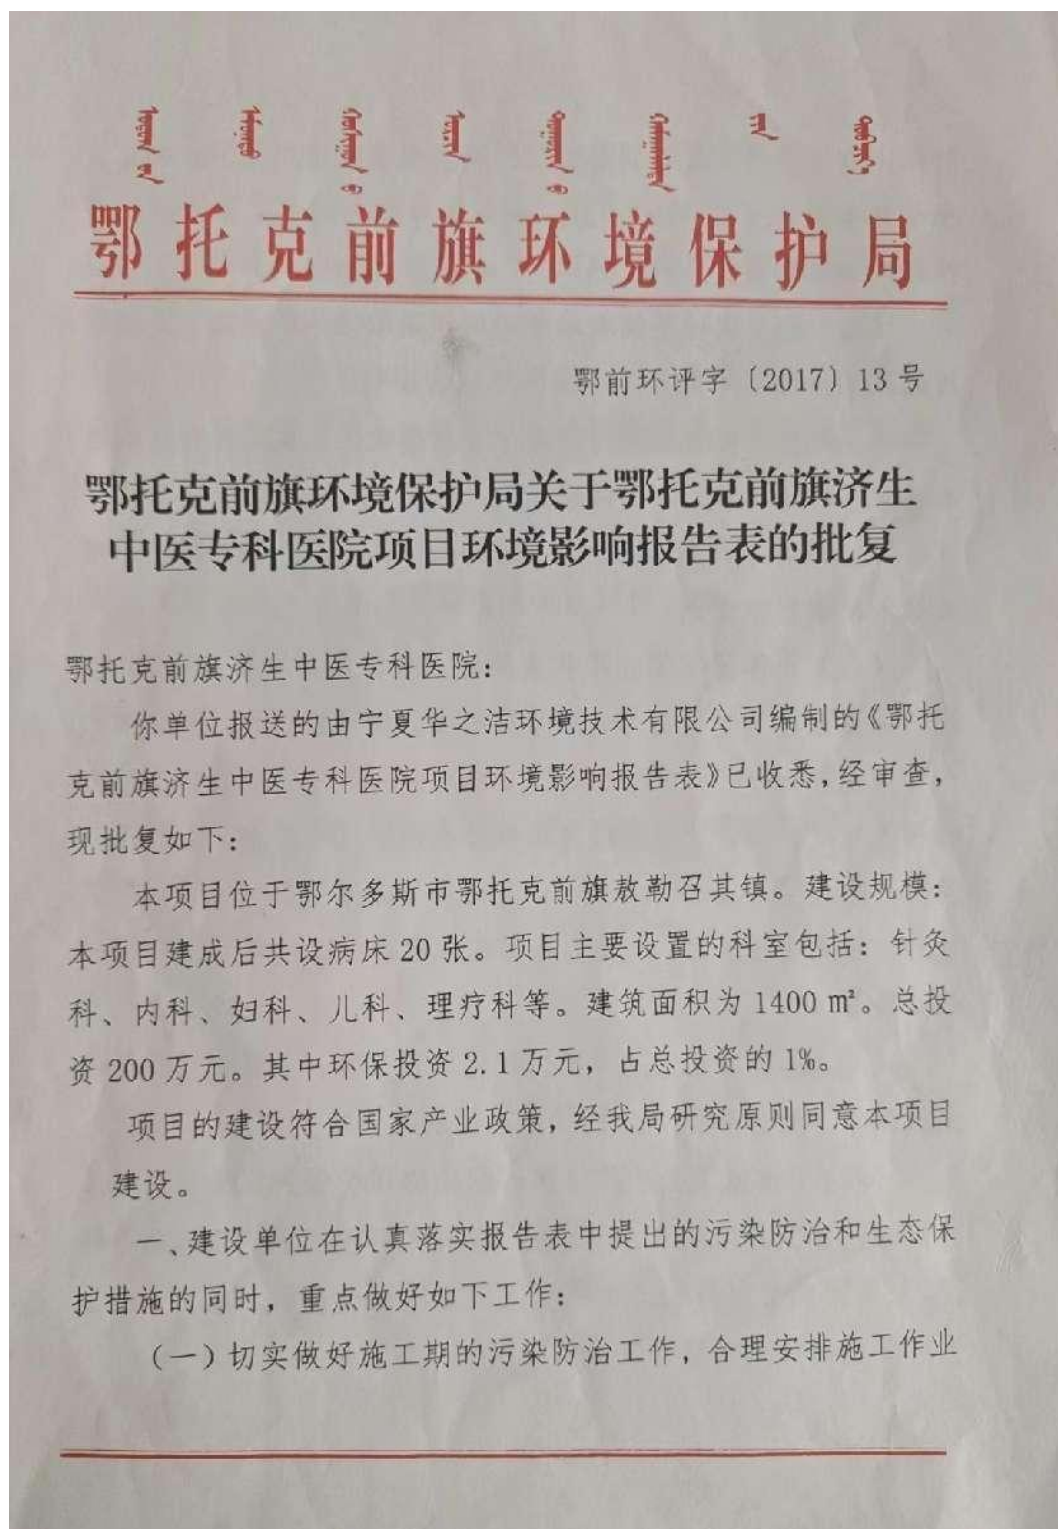 鄂托克前旗环境保护局
鄂前环评字〔2017〕13号
鄂托克前旗环境保护局关于鄂托克前旗济生
中医专科医院项目环境影响报告表的批复
鄂托克前旗济生中医专科医院：
你单位报送的由宁夏华之洁环境技术有限公司编制的《鄂托
克前旗济生中医专科医院项目环境影响报告表》已收悉，经审查，
现批复如下：
本项目位于鄂尔多斯市鄂托克前旗敖勒召其镇。建设规模：
本项目建成后共设病床20张。项目主要设置的科室包括：针灸
科、内科、妇科、儿科、理疗科等。建筑面积为1400㎡。总投
资200万元。其中环保投资2.1万元，占总投资的1%。
项目的建设符合国家产业政策，经我局研究原则同意本项目
建设。
一、建设单位在认真落实报告表中提出的污染防治和生态保
护措施的同时，重点做好如下工作：
（一）切实做好施工期的污染防治工作，合理安排施工作业